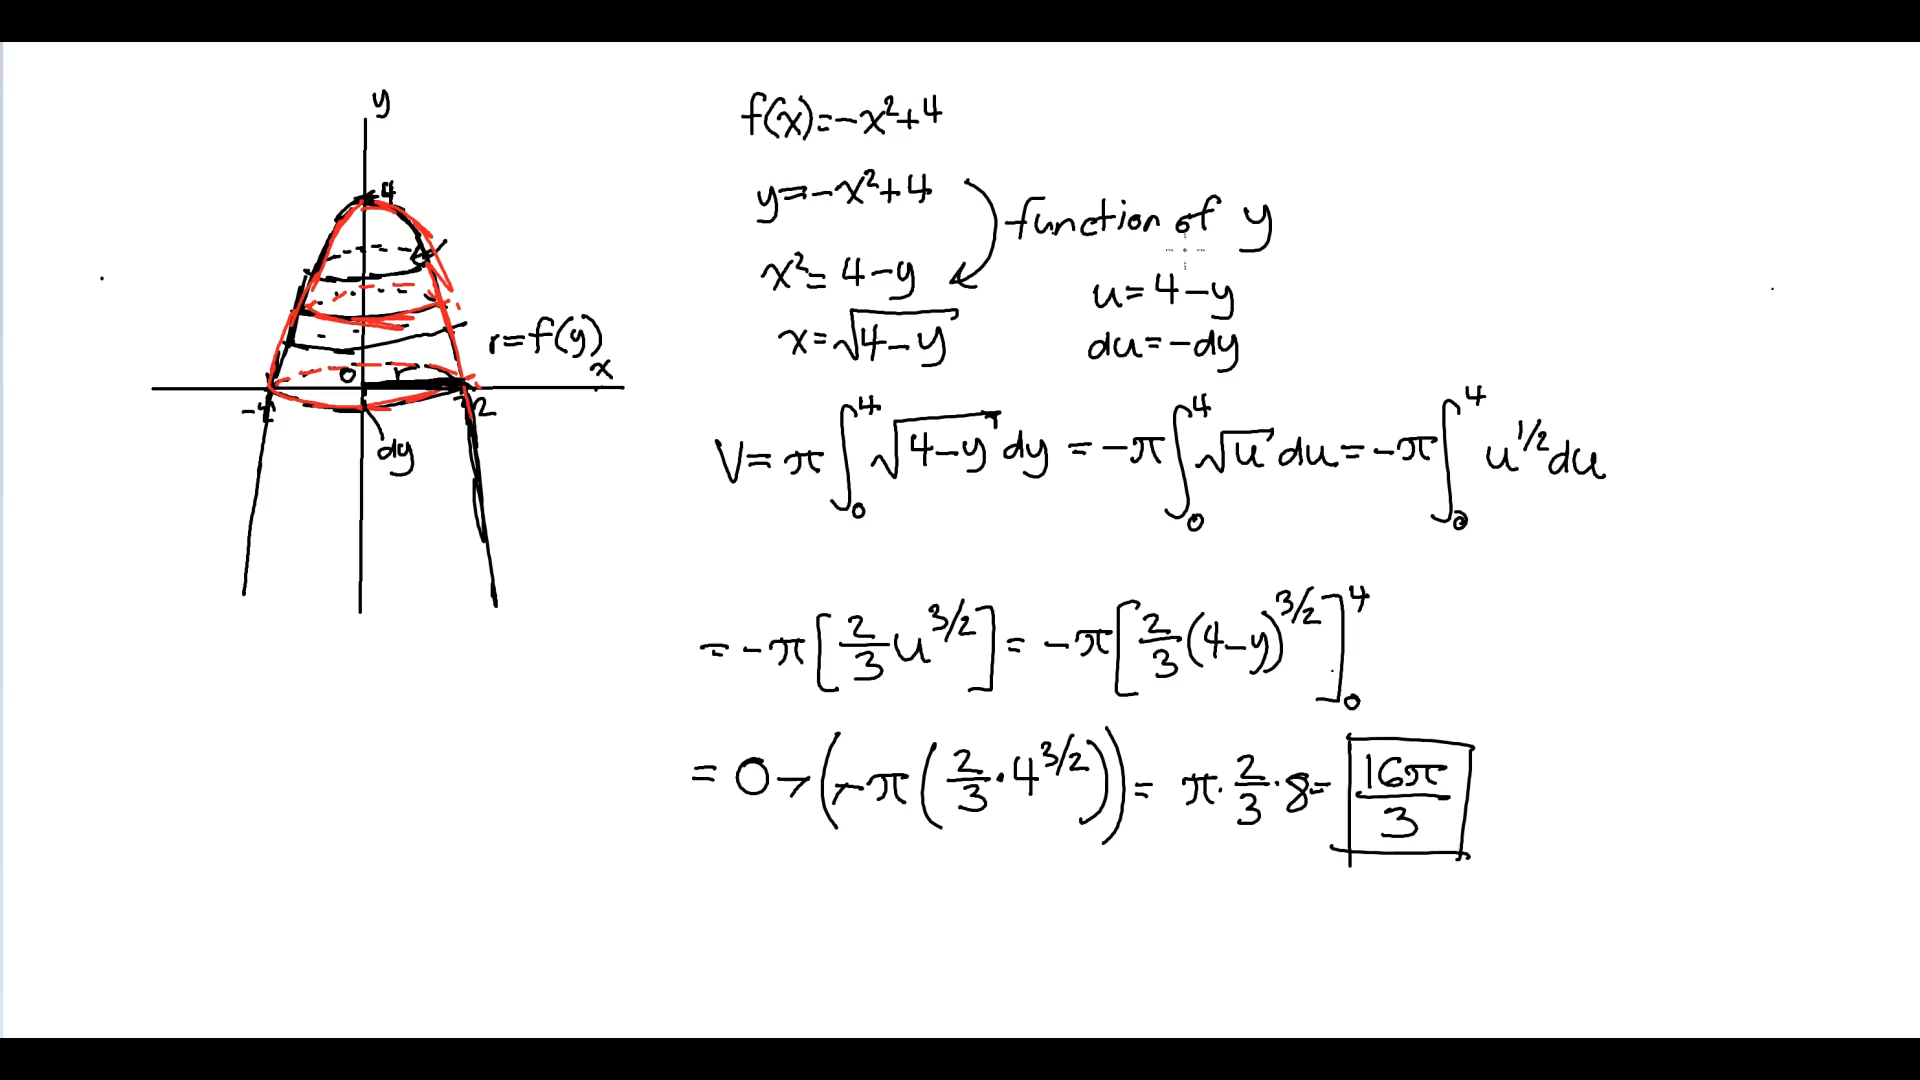 y
4
r=f(y)
x
0
r
-2
2
dy
f(x)=-x²+4
y=-x²+4
function of y
x²=4-y
u=4-y
x=√(4-y)
du=-dy
V=π∫₀⁴√(4-y) dy = -π∫₀⁴√u du = -π∫₀⁴ u^(1/2) du
= -π[2/3 u^(3/2)] = -π[2/3 (4-y)^(3/2)]₀⁴
= 0-(-π(2/3·4^(3/2))) = π·2/3·8= 16π/3